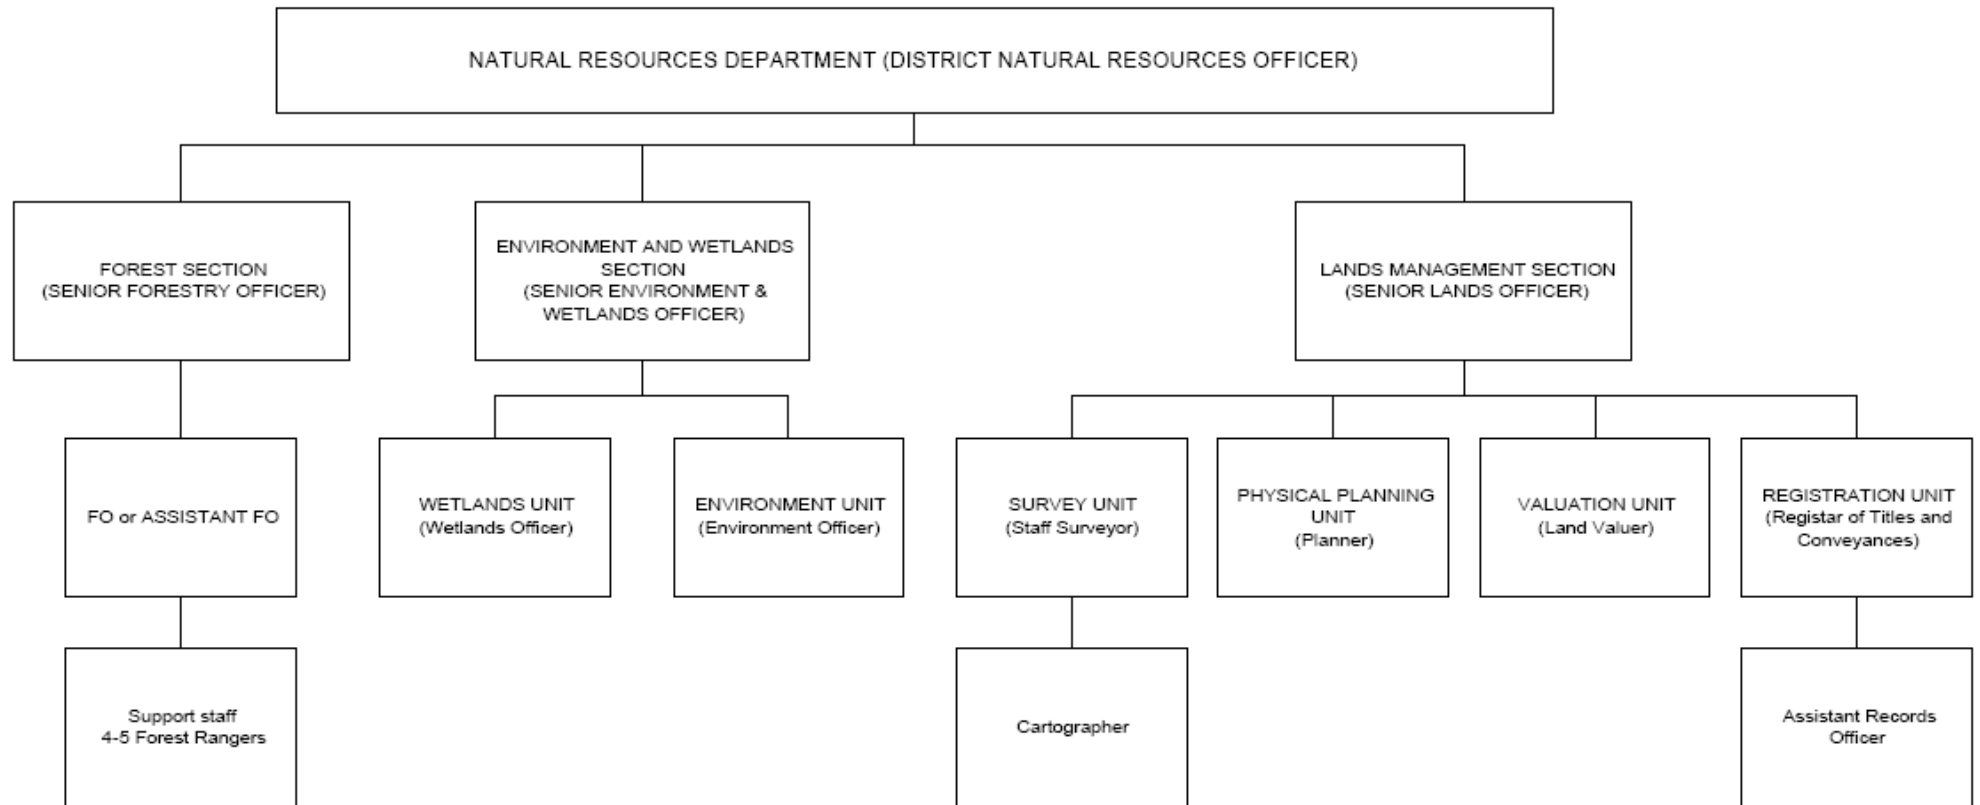 NATURAL RESOURCES DEPARTMENT (DISTRICT NATURAL RESOURCES OFFICER)
FOREST SECTION
(SENIOR FORESTRY OFFICER)
ENVIRONMENT AND WETLANDS
SECTION
(SENIOR ENVIRONMENT &
WETLANDS OFFICER)
LANDS MANAGEMENT SECTION
(SENIOR LANDS OFFICER)
FO or ASSISTANT FO
WETLANDS UNIT
(Wetlands Officer)
ENVIRONMENT UNIT
(Environment Officer)
SURVEY UNIT
(Staff Surveyor)
PHYSICAL PLANNING
UNIT
(Planner)
VALUATION UNIT
(Land Valuer)
REGISTRATION UNIT
(Registar of Titles and
Conveyances)
Support staff
4-5 Forest Rangers
Cartographer
Assistant Records
Officer